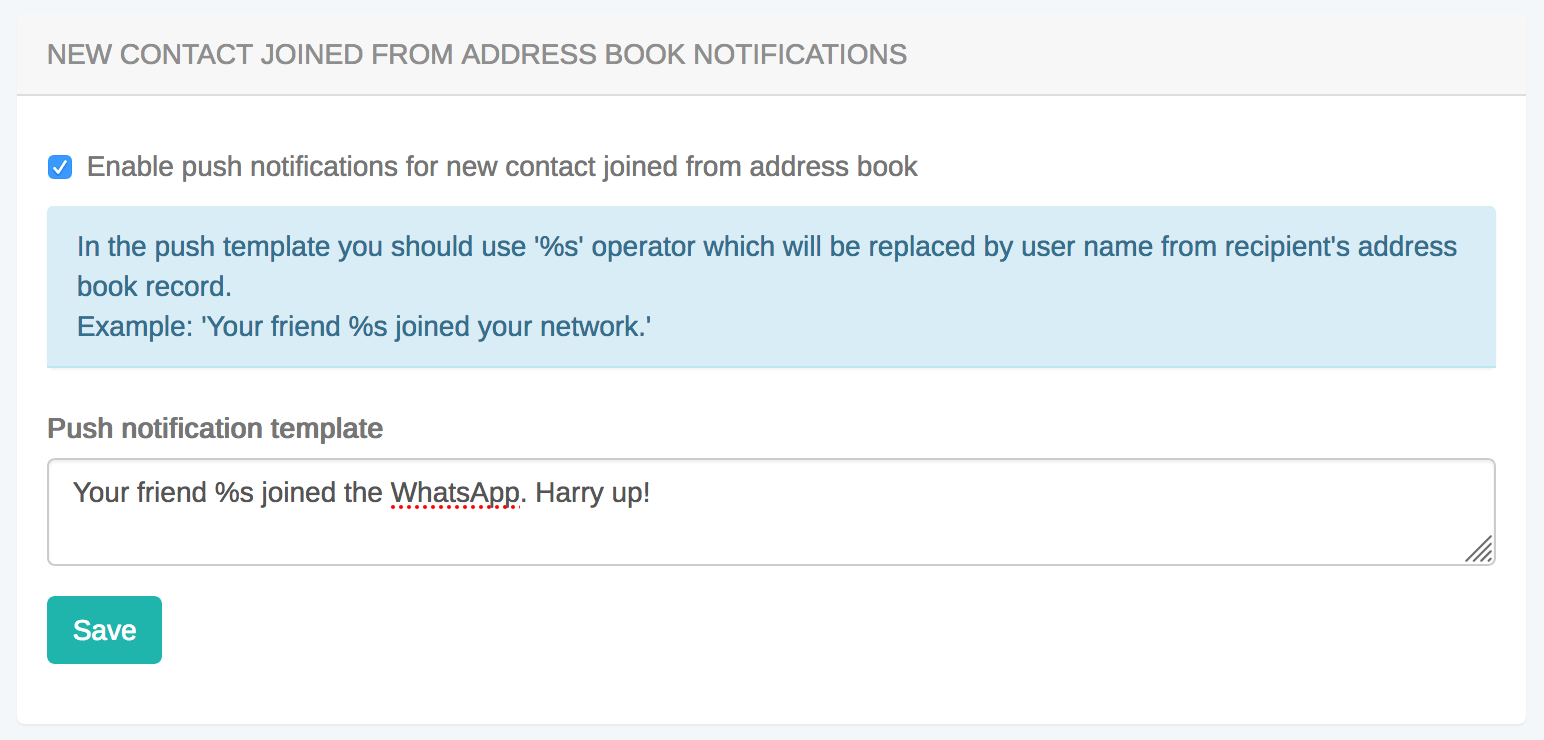 NEW CONTACT JOINED FROM ADDRESS BOOK NOTIFICATIONS
Enable push notifications for new contact joined from address book
In the push template you should use '%s' operator which will be replaced by user name from recipient's address
book record.
Example: 'Your friend %s joined your network.'
Push notification template
Your friend %s joined the WhatsApp. Harry up!
Save